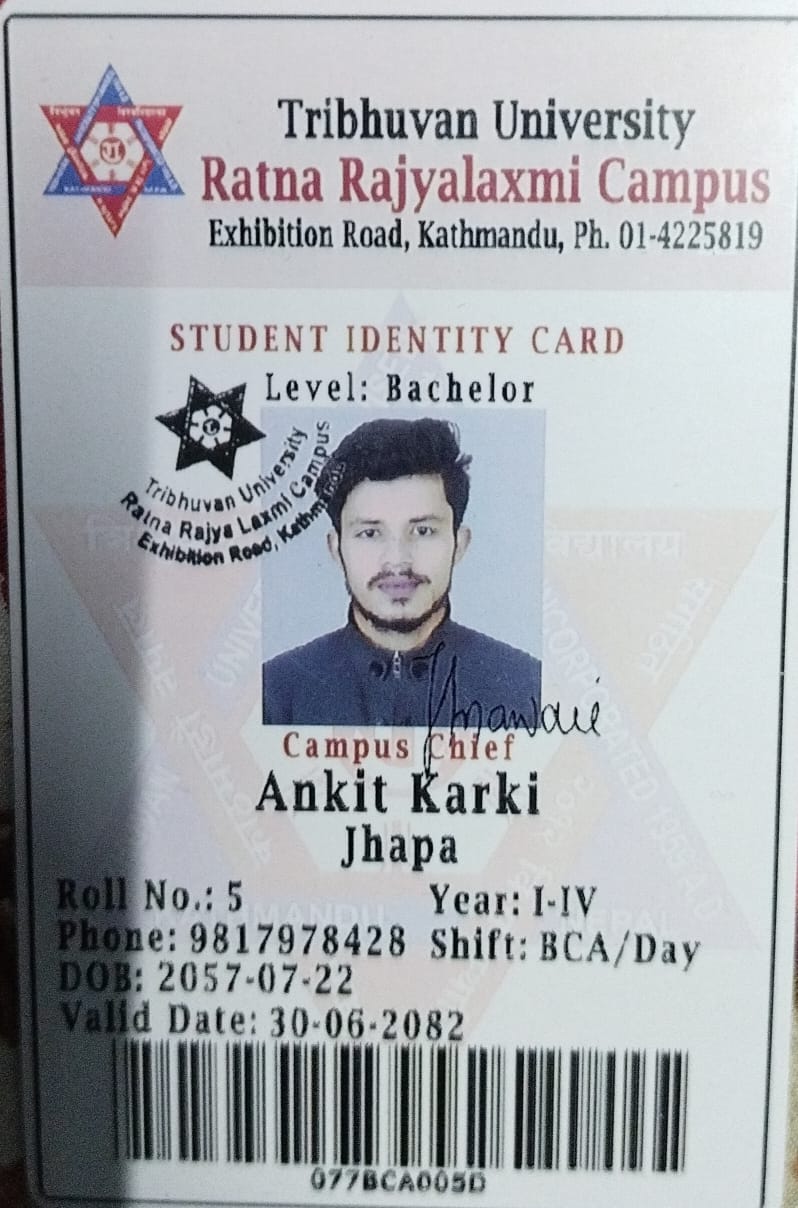 Tribhuvan University
Ratna Rajyalaxmi Campus
Exhibition Road, Kathmandu, Ph. 01-4225819
STUDENT IDENTITY CARD
Level: Bachelor
Tribhuvan University
Ratna Rajya Laxmi Campus
Exhibition Road, Kathmandu
Campus Chief
Ankit Karki
Jhapa
Roll No.: 5 Year: I-IV
Phone: 9817978428 Shift: BCA/Day
DOB: 2057-07-22
Valid Date: 30-06-2082
077BCA005D